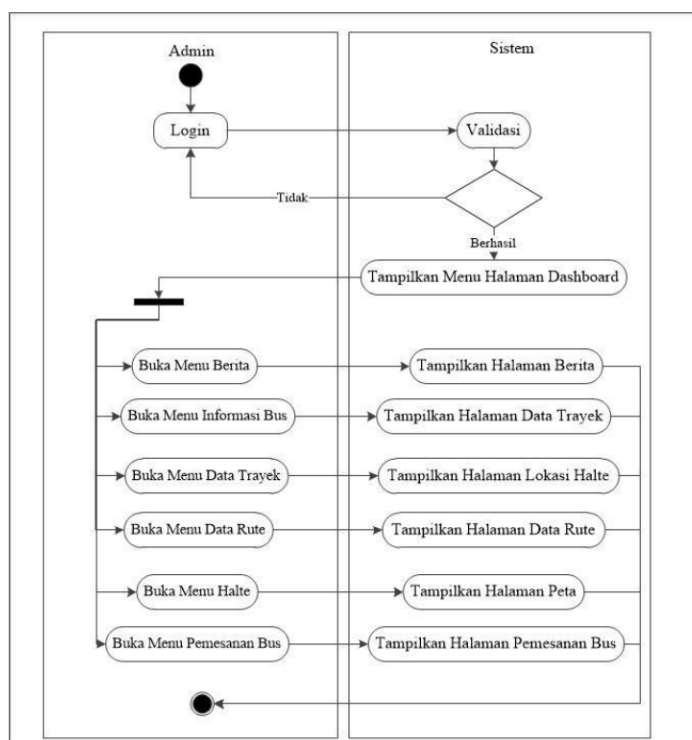 Admin
Sistem
Login
Validasi
Tidak
Berhasil
Tampilkan Menu Halaman Dashboard
Buka Menu Berita
Tampilkan Halaman Berita
Buka Menu Informasi Bus
Tampilkan Halaman Data Trayek
Buka Menu Data Trayek
Tampilkan Halaman Lokasi Halte
Buka Menu Data Rute
Tampilkan Halaman Data Rute
Buka Menu Halte
Tampilkan Halaman Peta
Buka Menu Pemesanan Bus
Tampilkan Halaman Pemesanan Bus